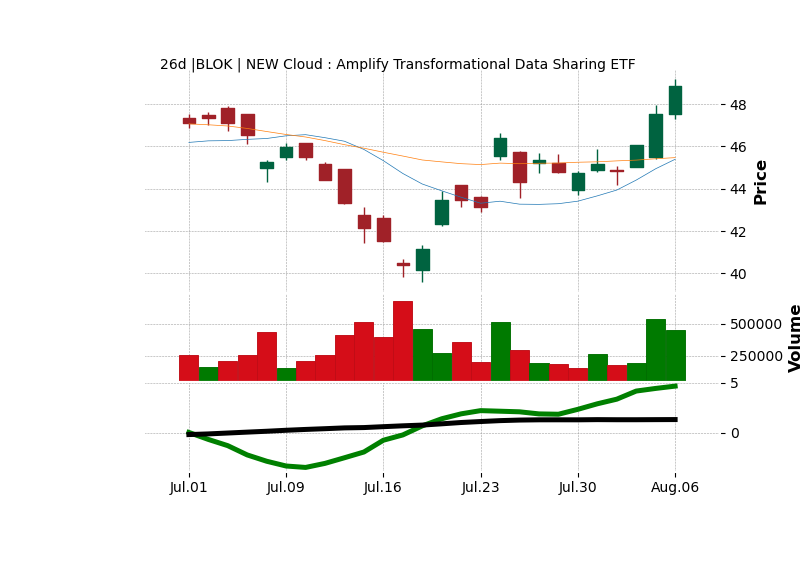 26d |BLOK | NEW Cloud : Amplify Transformational Data Sharing ETF
48
46
44
42
40
Price
500000
250000
Volume
5
0
Jul.01 Jul.09 Jul.16 Jul.23 Jul.30 Aug.06